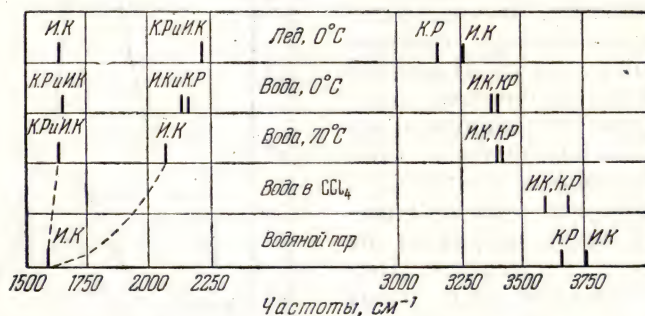 И.К К.Р и И.К Лед, 0°C К.Р И.К
К.Р и И.К И.К и К.Р Вода, 0°C И.К, К.Р
К.Р и И.К И.К Вода, 70°C И.К, К.Р
Вода в CCl₄ И.К, К.Р
И.К Водяной пар К.Р И.К
1500 1750 2000 2250 3000 3250 3500 3750
Частоты, см⁻¹